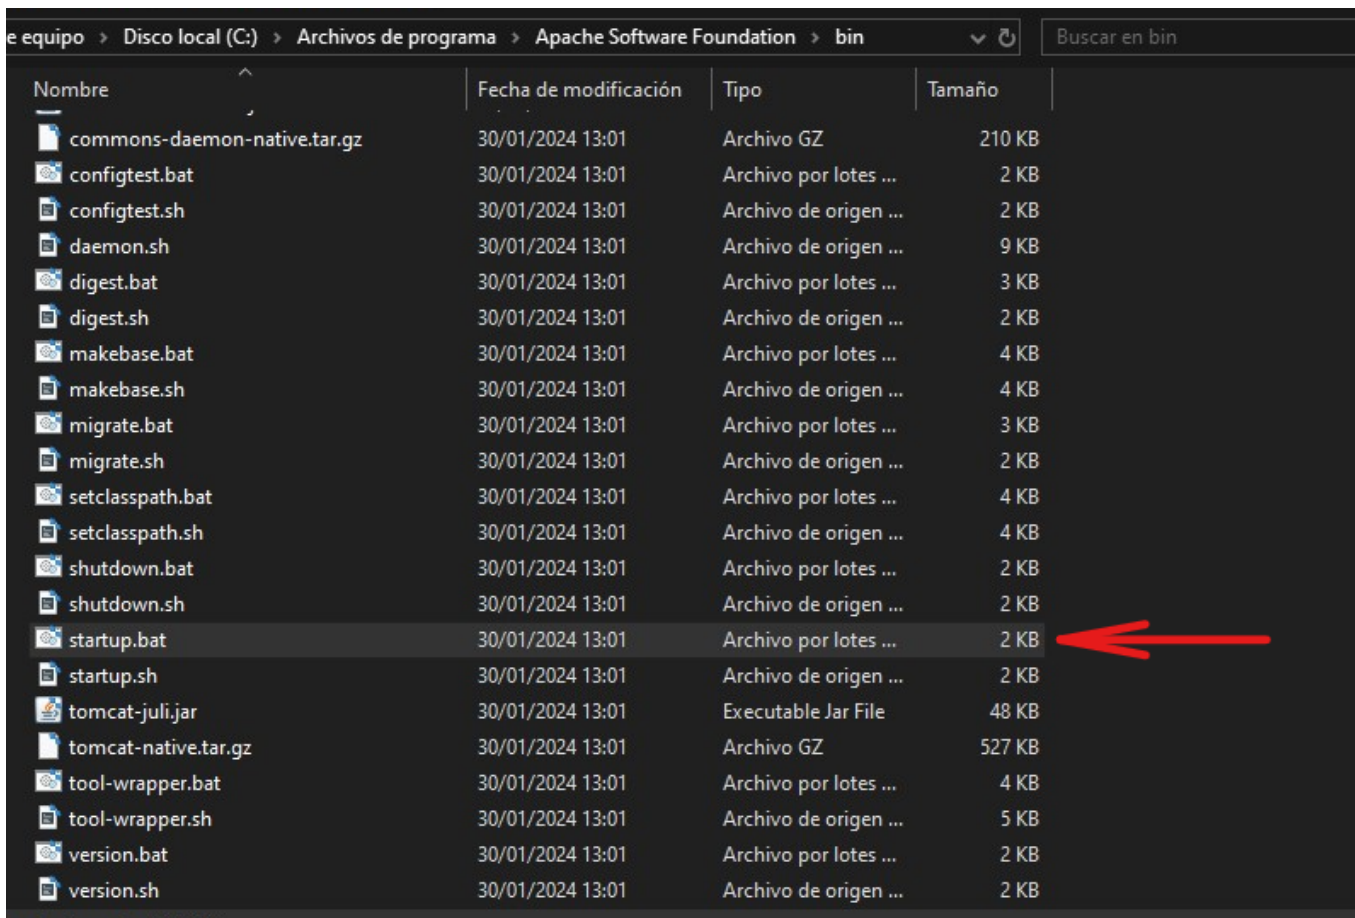 e equipo > Disco local (C:) > Archivos de programa > Apache Software Foundation > bin Buscar en bin
Nombre Fecha de modificación Tipo Tamaño
commons-daemon-native.tar.gz 30/01/2024 13:01 Archivo GZ 210 KB
configtest.bat 30/01/2024 13:01 Archivo por lotes ... 2 KB
configtest.sh 30/01/2024 13:01 Archivo de origen ... 2 KB
daemon.sh 30/01/2024 13:01 Archivo de origen ... 9 KB
digest.bat 30/01/2024 13:01 Archivo por lotes ... 3 KB
digest.sh 30/01/2024 13:01 Archivo de origen ... 2 KB
makebase.bat 30/01/2024 13:01 Archivo por lotes ... 4 KB
makebase.sh 30/01/2024 13:01 Archivo de origen ... 4 KB
migrate.bat 30/01/2024 13:01 Archivo por lotes ... 3 KB
migrate.sh 30/01/2024 13:01 Archivo de origen ... 2 KB
setclasspath.bat 30/01/2024 13:01 Archivo por lotes ... 4 KB
setclasspath.sh 30/01/2024 13:01 Archivo de origen ... 4 KB
shutdown.bat 30/01/2024 13:01 Archivo por lotes ... 2 KB
shutdown.sh 30/01/2024 13:01 Archivo de origen ... 2 KB
startup.bat 30/01/2024 13:01 Archivo por lotes ... 2 KB
startup.sh 30/01/2024 13:01 Archivo de origen ... 2 KB
tomcat-juli.jar 30/01/2024 13:01 Executable Jar File 48 KB
tomcat-native.tar.gz 30/01/2024 13:01 Archivo GZ 527 KB
tool-wrapper.bat 30/01/2024 13:01 Archivo por lotes ... 4 KB
tool-wrapper.sh 30/01/2024 13:01 Archivo de origen ... 5 KB
version.bat 30/01/2024 13:01 Archivo por lotes ... 2 KB
version.sh 30/01/2024 13:01 Archivo de origen ... 2 KB